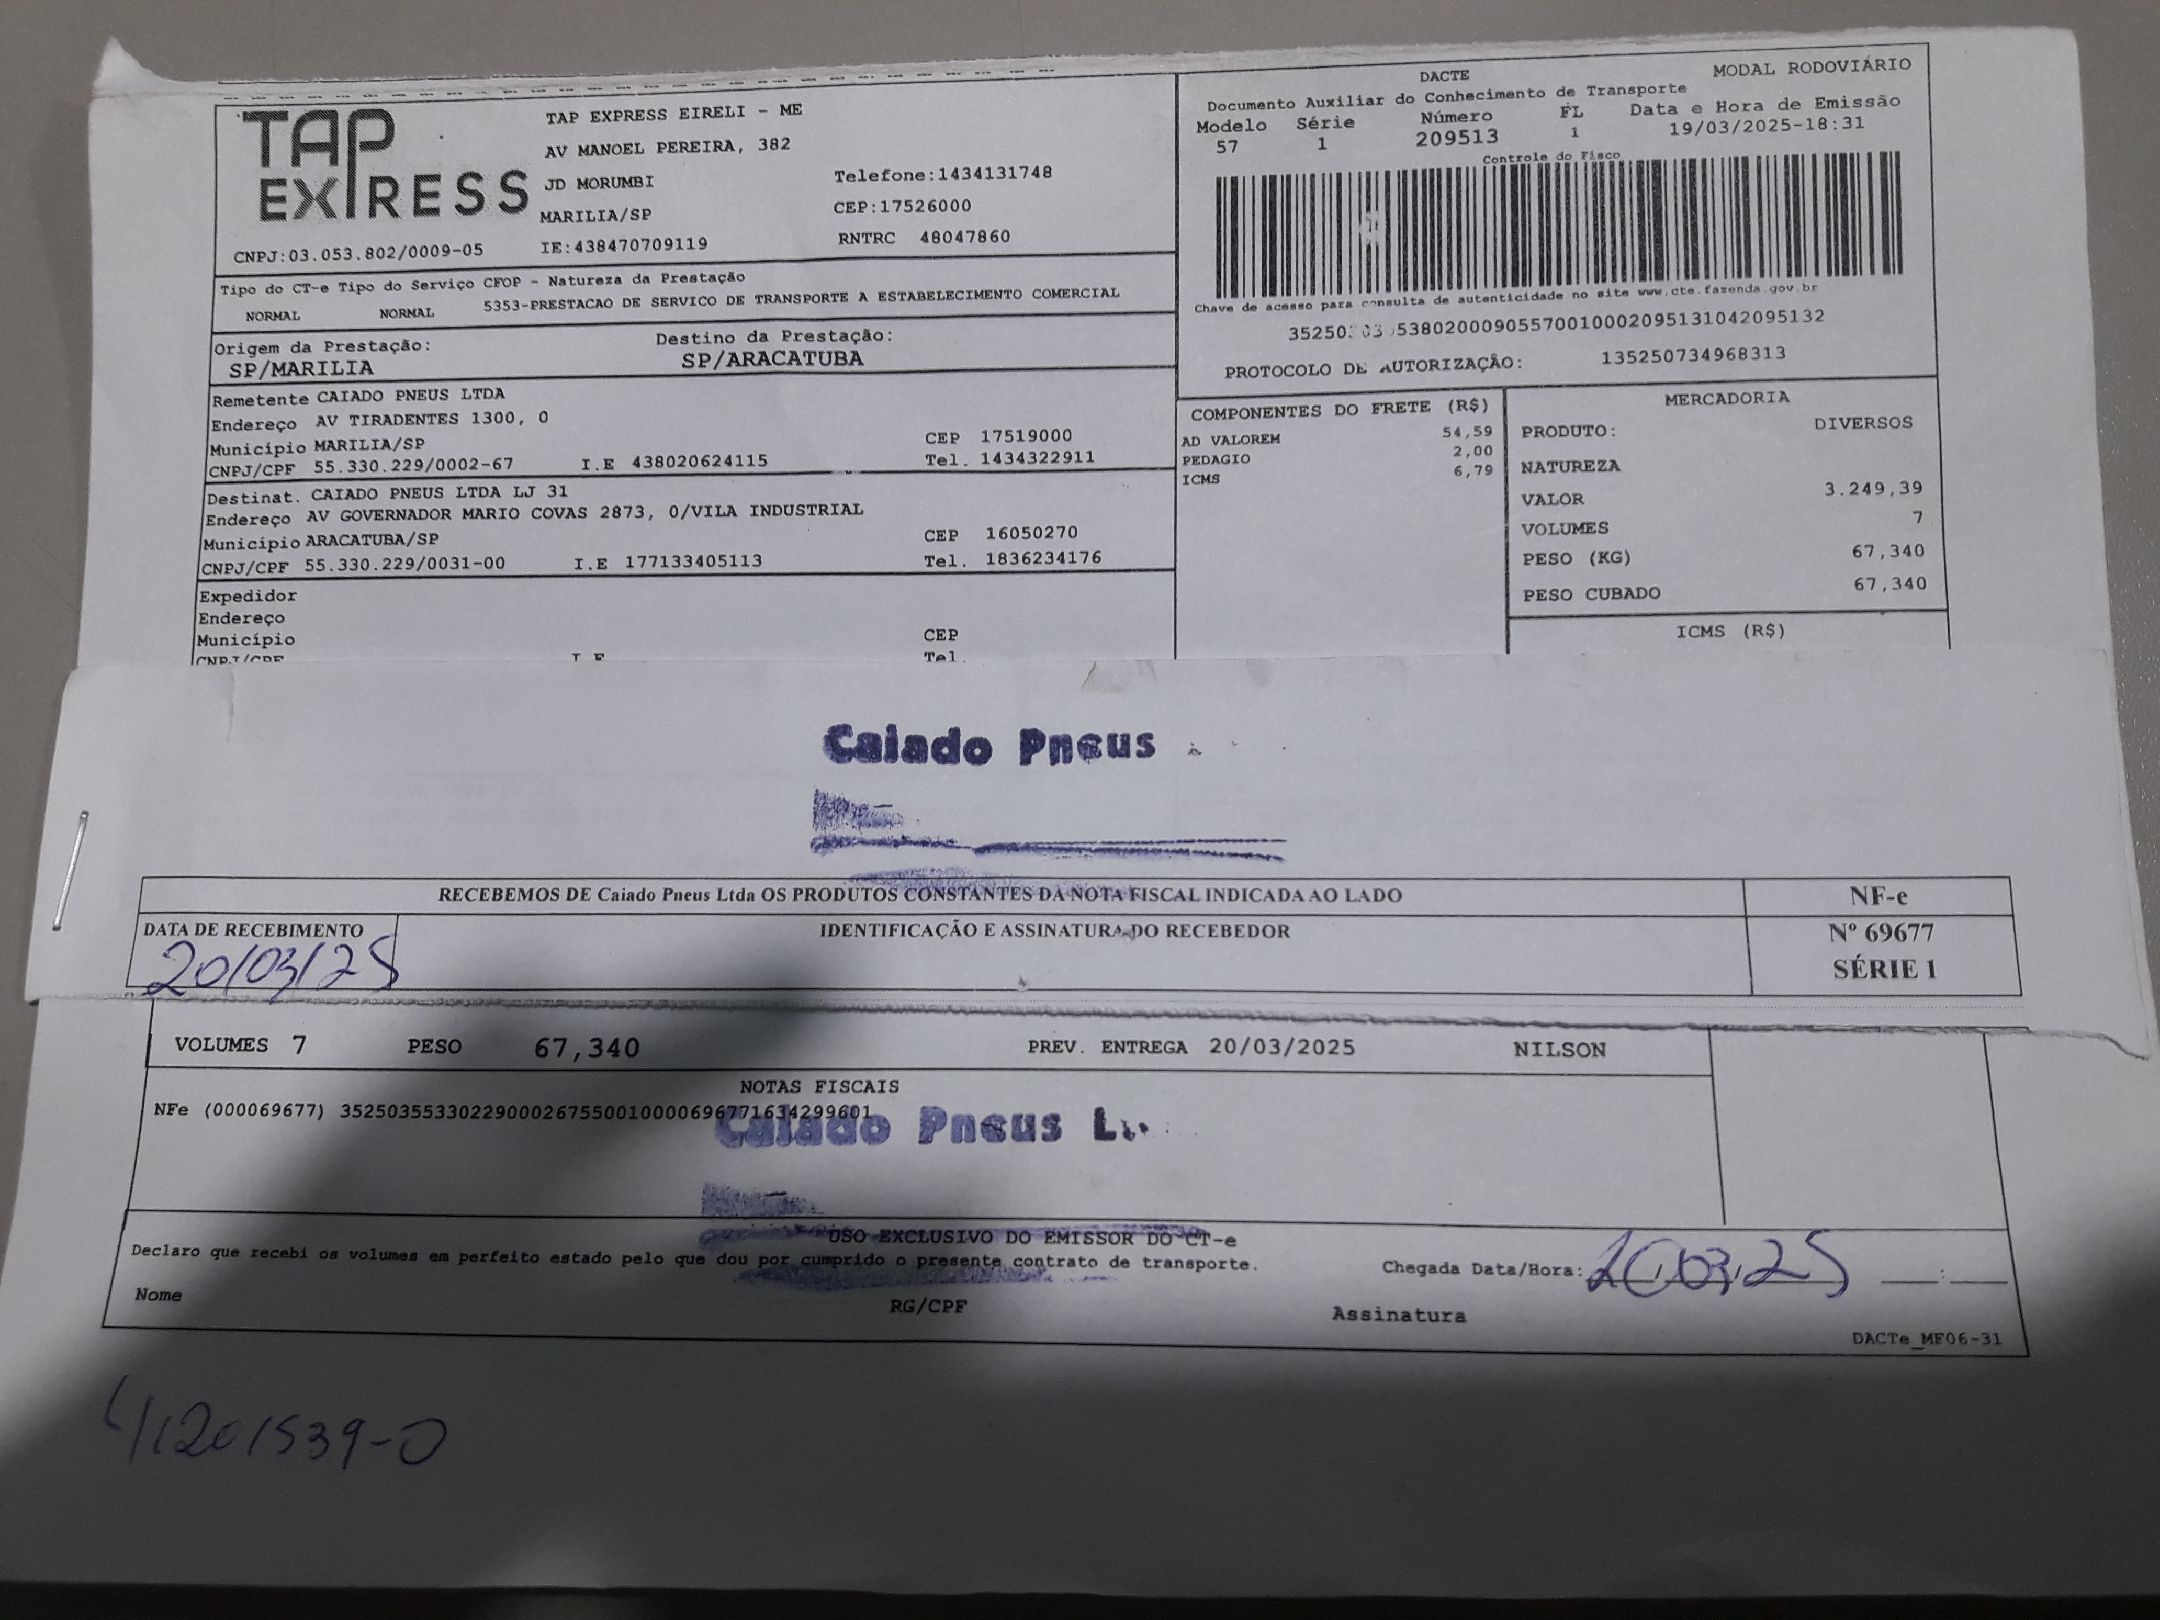 TAP EXPRESS
TAP EXPRESS EIRELI - ME
AV MANOEL PEREIRA, 382
JD MORUMBI Telefone:1434131748
MARILIA/SP CEP:17526000
CNPJ:03.053.802/0009-05 IE:438470709119 RNTRC 48047860
DACTE MODAL RODOVIÁRIO
Documento Auxiliar do Conhecimento de Transporte
Modelo Série Número FL Data e Hora de Emissão
57 1 209513 1 19/03/2025-18:31
Controle do Fisco
Chave de acesso para consulta de autenticidade no site www.cte.fazenda.gov.br
PROTOCOLO DE AUTORIZAÇÃO: 135250734968313
Tipo do CT-e Tipo do Serviço CFOP - Natureza da Prestação
NORMAL NORMAL 5353-PRESTACAO DE SERVICO DE TRANSPORTE A ESTABELECIMENTO COMERCIAL
Origem da Prestação: Destino da Prestação:
SP/MARILIA SP/ARACATUBA
Remetente CAIADO PNEUS LTDA
Endereço AV TIRADENTES 1300, 0
Município MARILIA/SP CEP 17519000
CNPJ/CPF 55.330.229/0002-67 I.E 438020624115 Tel. 1434322911
Destinat. CAIADO PNEUS LTDA LJ 31
Endereço AV GOVERNADOR MARIO COVAS 2873, 0/VILA INDUSTRIAL
Município ARACATUBA/SP CEP 16050270
CNPJ/CPF 55.330.229/0031-00 I.E 177133405113 Tel. 1836234176
Expedidor
Endereço
Município CEP
CNPJ/CPF I.E Tel.
COMPONENTES DO FRETE (R$)
AD VALOREM 54,59
PEDAGIO 2,00
ICMS 6,79
MERCADORIA
PRODUTO: DIVERSOS
NATUREZA
VALOR 3.249,39
VOLUMES 7
PESO (KG) 67,340
PESO CUBADO 67,340
ICMS (R$)
Caiado Pneus
RECEBEMOS DE Caiado Pneus Ltda OS PRODUTOS CONSTANTES DA NOTA FISCAL INDICADA AO LADO NF-e
DATA DE RECEBIMENTO IDENTIFICAÇÃO E ASSINATURA DO RECEBEDOR Nº 69677
20/03/25 SÉRIE 1
VOLUMES 7 PESO 67,340 PREV. ENTREGA 20/03/2025 NILSON
NOTAS FISCAIS
NFe (000069677) 35250355330229000267550010000696771634299601
Caiado Pneus L
USO EXCLUSIVO DO EMISSOR DO CT-e
Declaro que recebi os volumes em perfeito estado pelo que dou por cumprido o presente contrato de transporte. Chegada Data/Hora: 20/03/25 __:__
Nome RG/CPF Assinatura
DACTe_MF06-31